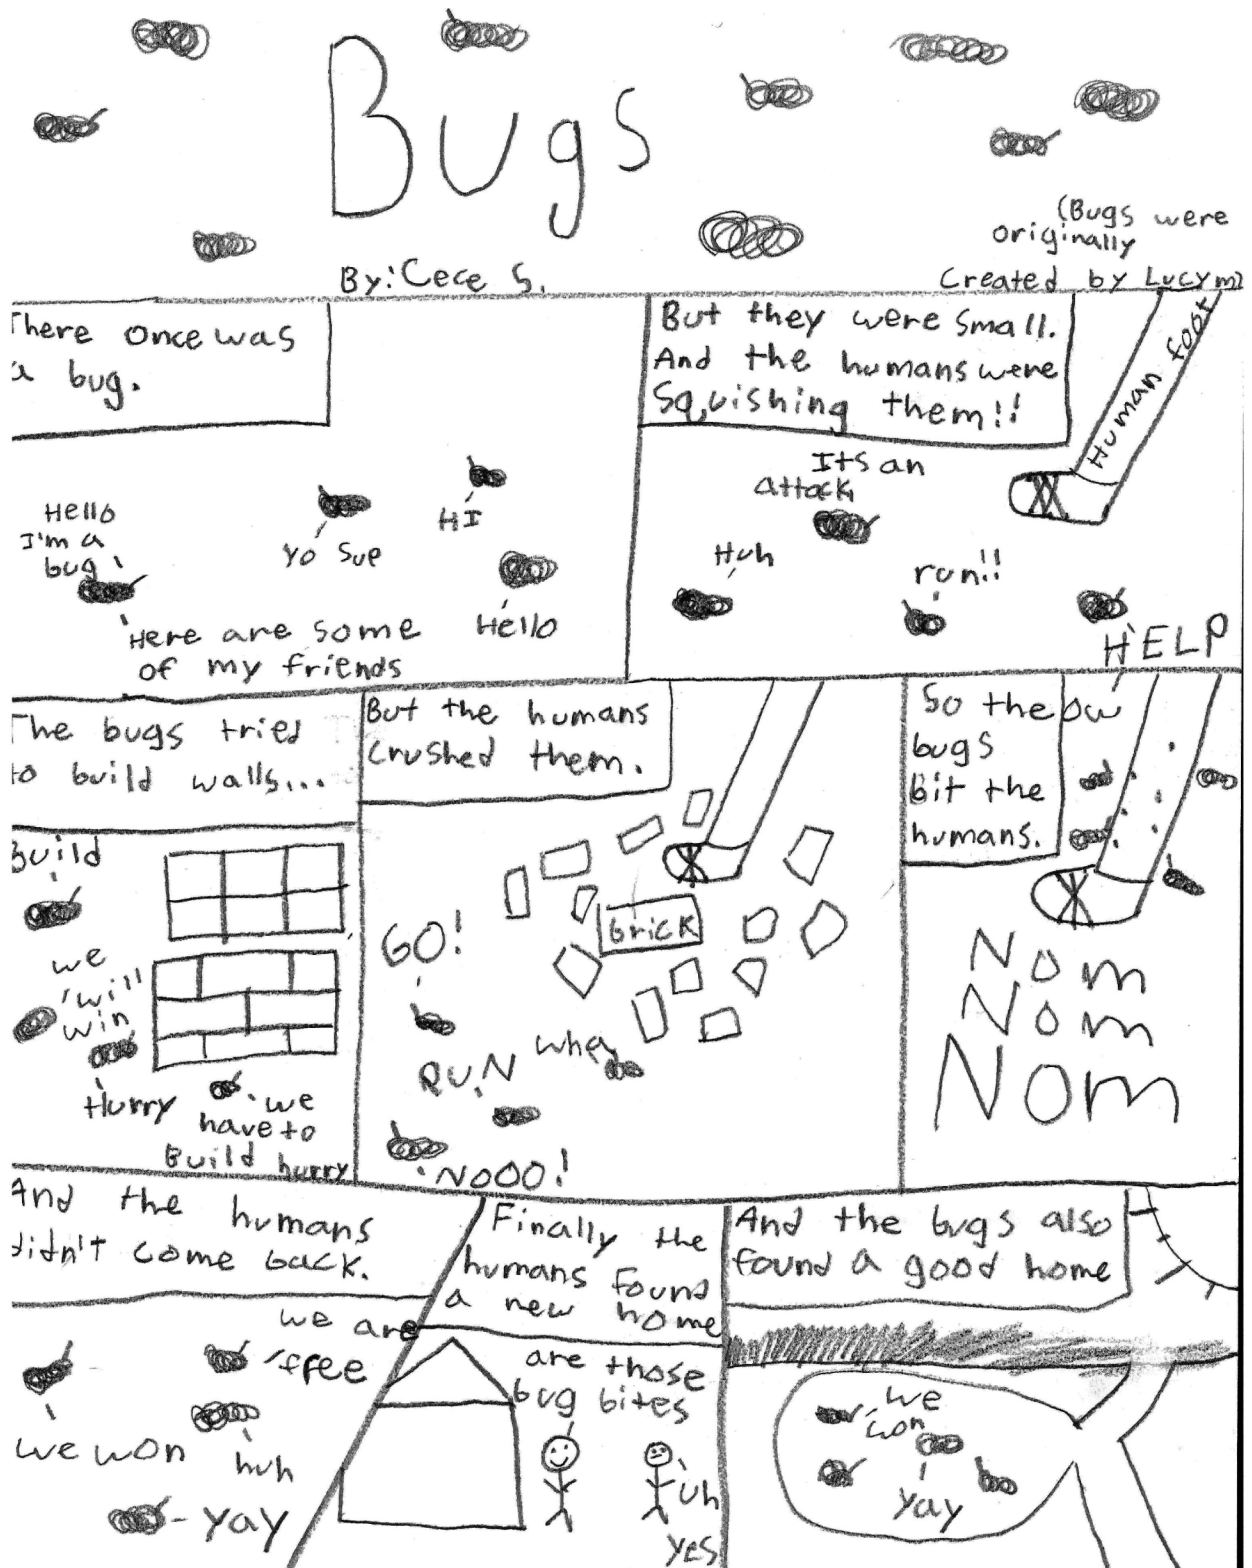 Bugs
By: Cece S.
(Bugs were
originally
Created by Lucy m)
There once was
a bug.
Hello
I'm a
bug
Yo Sue
HI
Hello
Here are some
of my friends
But they were small.
And the humans were
Squishing them!!
Human foot
Its an
attack
Huh
run!!
HELP
The bugs tried
to build walls...
Build
we
will
win
Hurry
we
have to
Build hurry
But the humans
crushed them.
brick
GO!
RUN
NOOO!
So the
bugs
bit the
humans.
ow
Nom
Nom
Nom
And the humans
didn't come back.
we are
free
we won
huh
yay
Finally the
humans found
a new home
are those
bug bites
uh
yes
And the bugs also
found a good home
we
won
yay